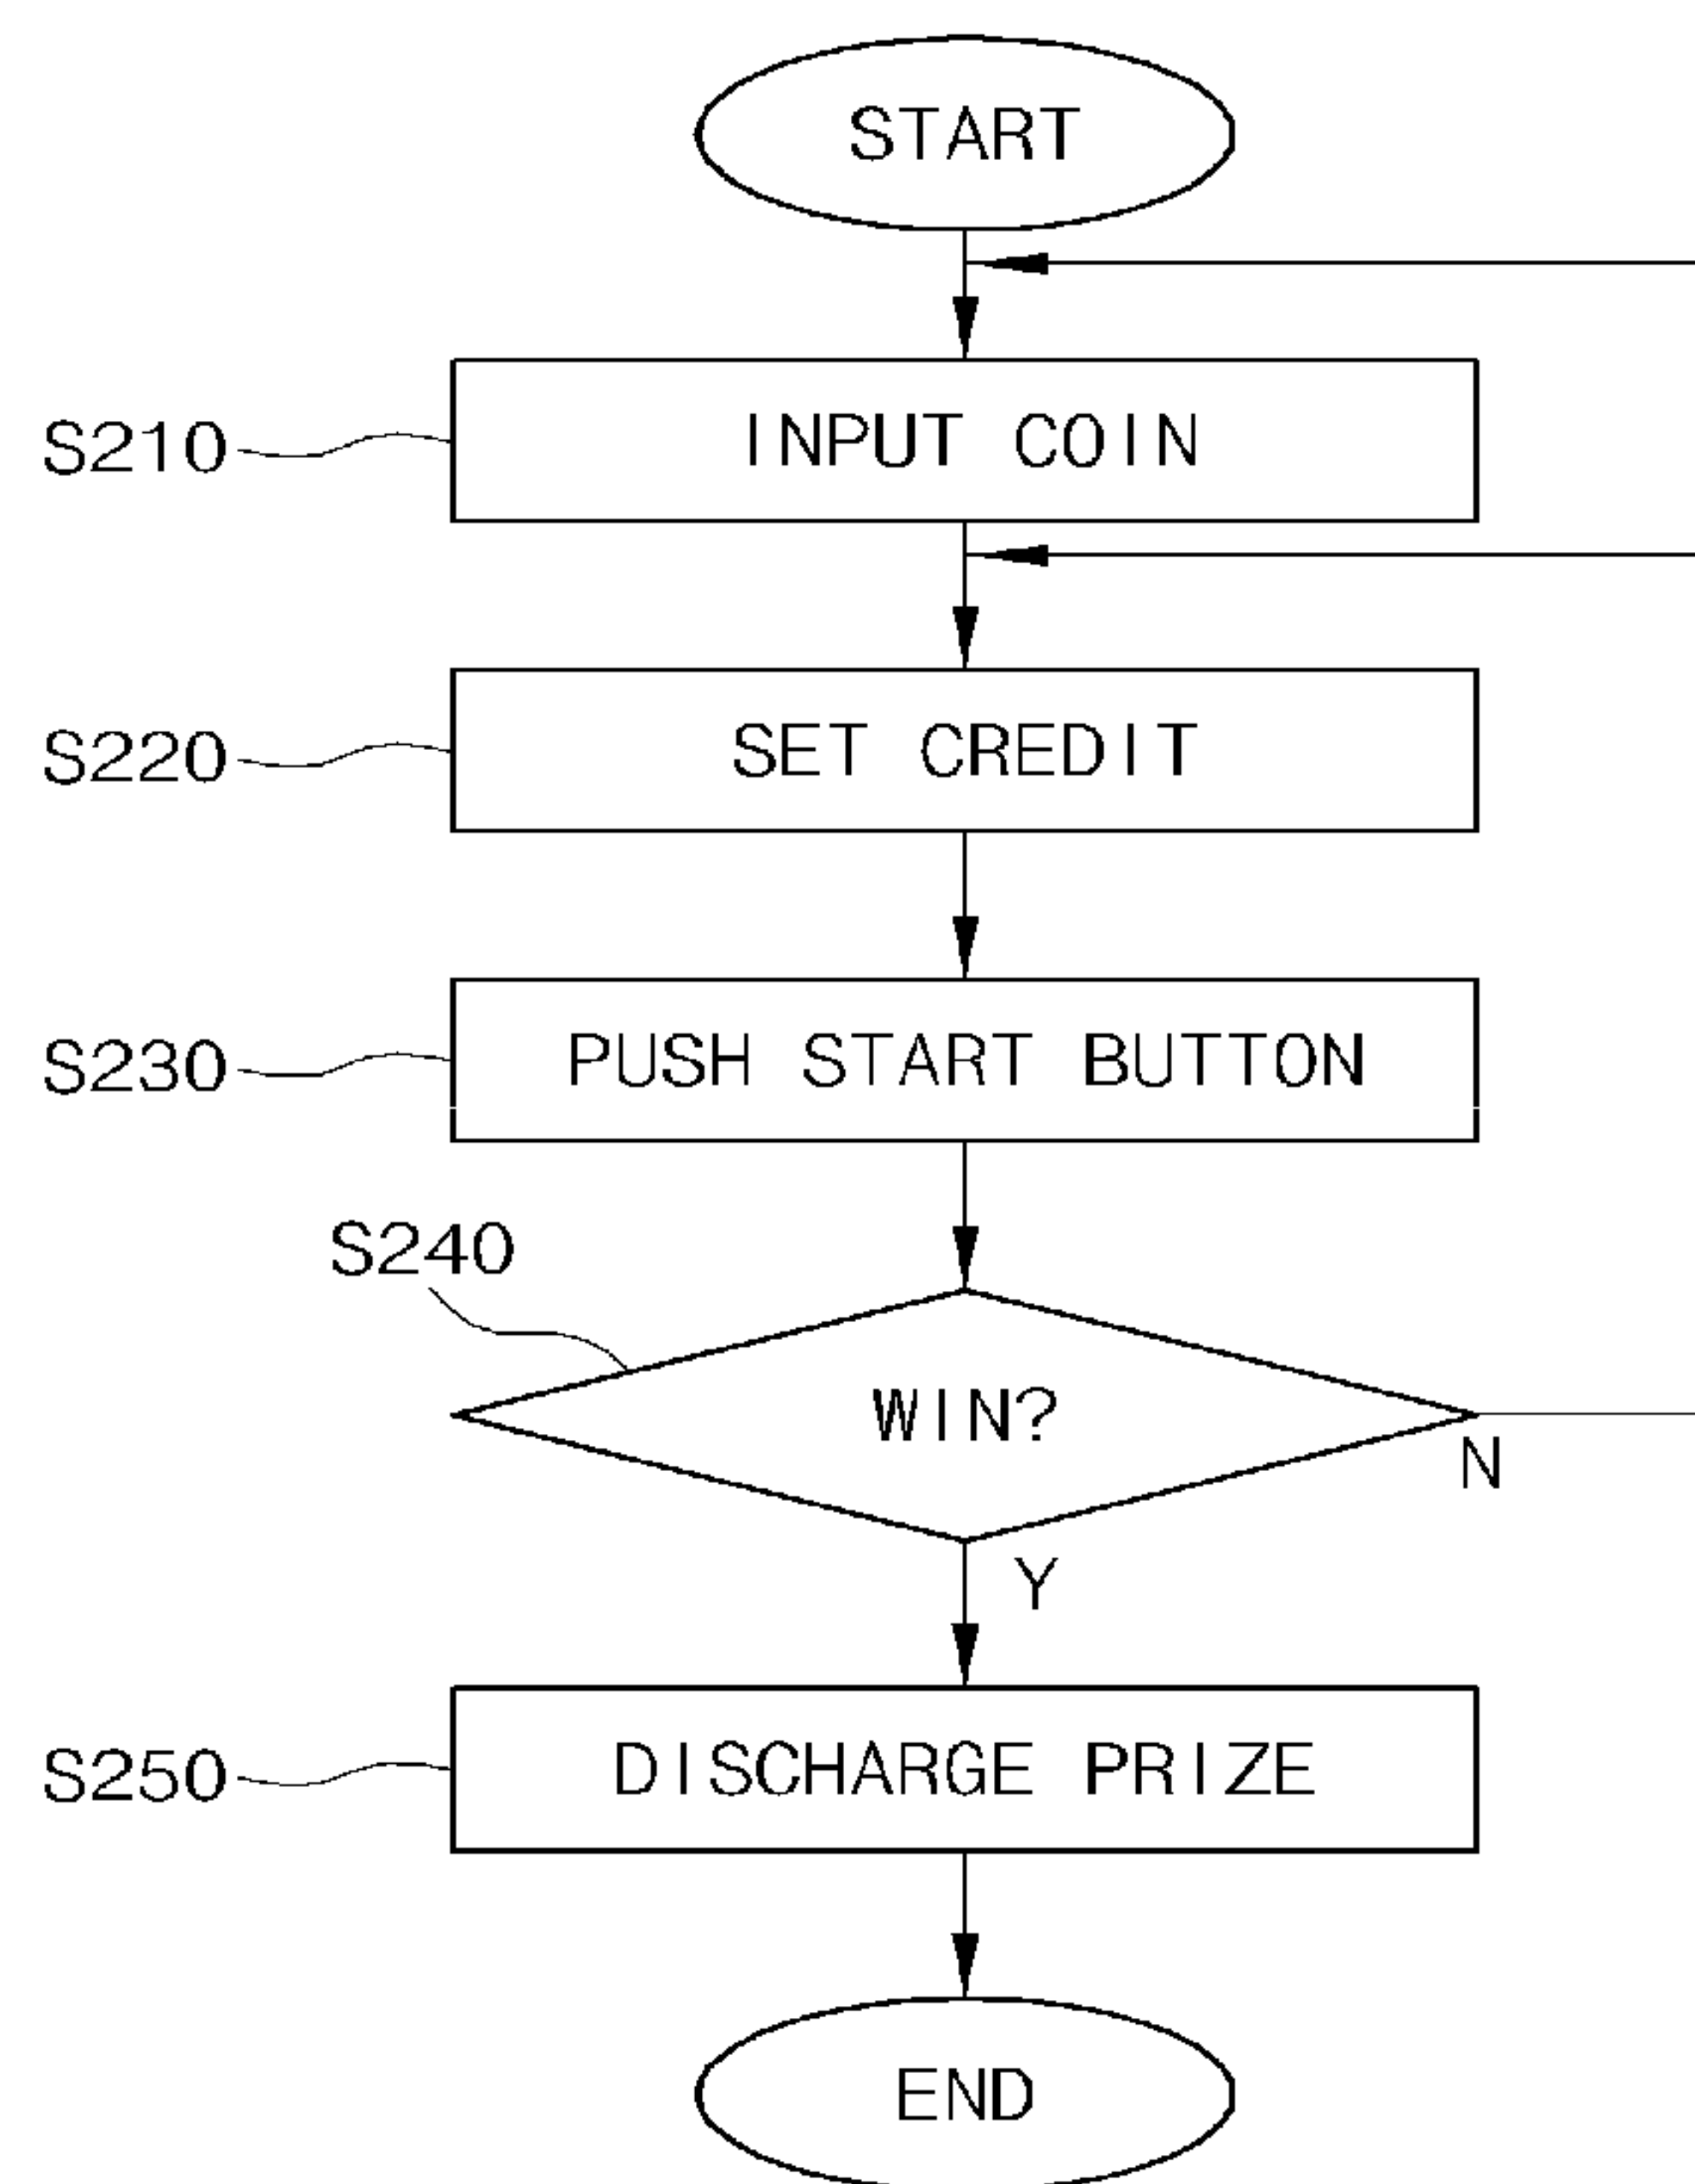 START
S210
INPUT COIN
S220
SET CREDIT
S230
PUSH START BUTTON
S240
WIN?
N
Y
S250
DISCHARGE PRIZE
END